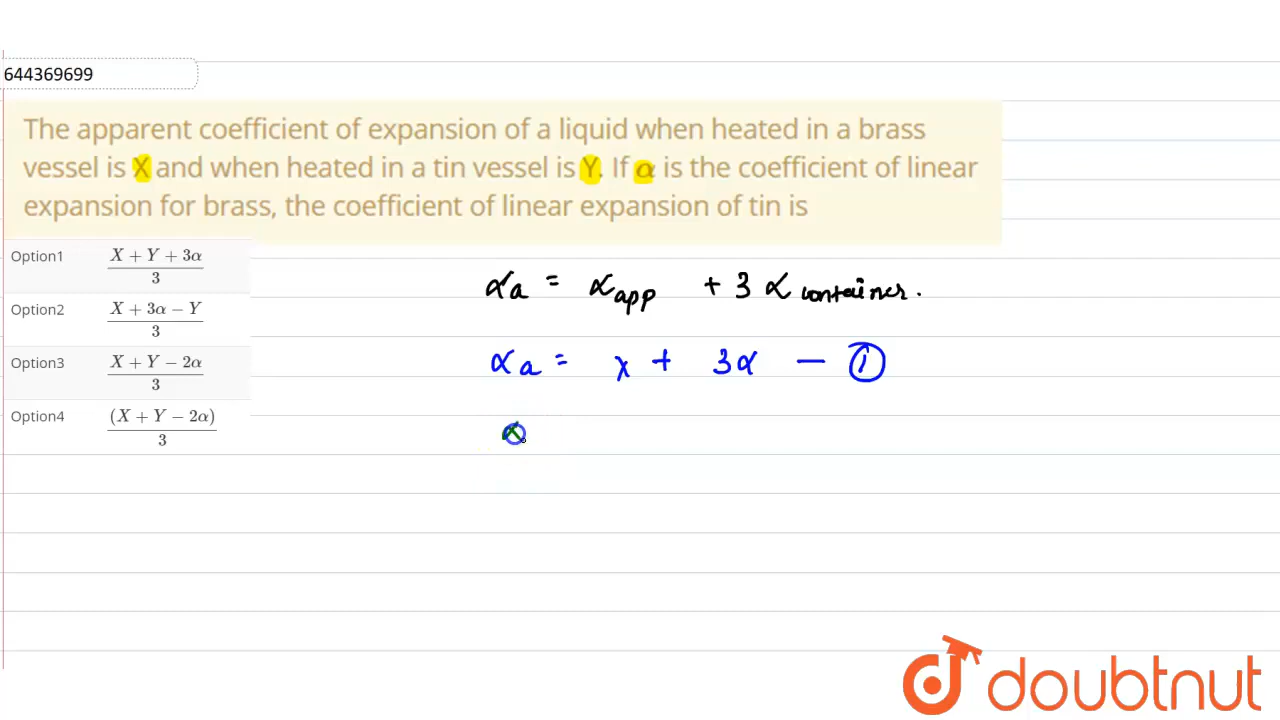 644369699
The apparent coefficient of expansion of a liquid when heated in a brass
vessel is X and when heated in a tin vessel is Y. If α is the coefficient of linear
expansion for brass, the coefficient of linear expansion of tin is
Option1 (X + Y + 3α)/3
Option2 (X + 3α − Y)/3
Option3 (X + Y − 2α)/3
Option4 ((X + Y − 2α))/3
αa = αapp + 3 α container.
αa = x + 3α — ①
α
doubtnut